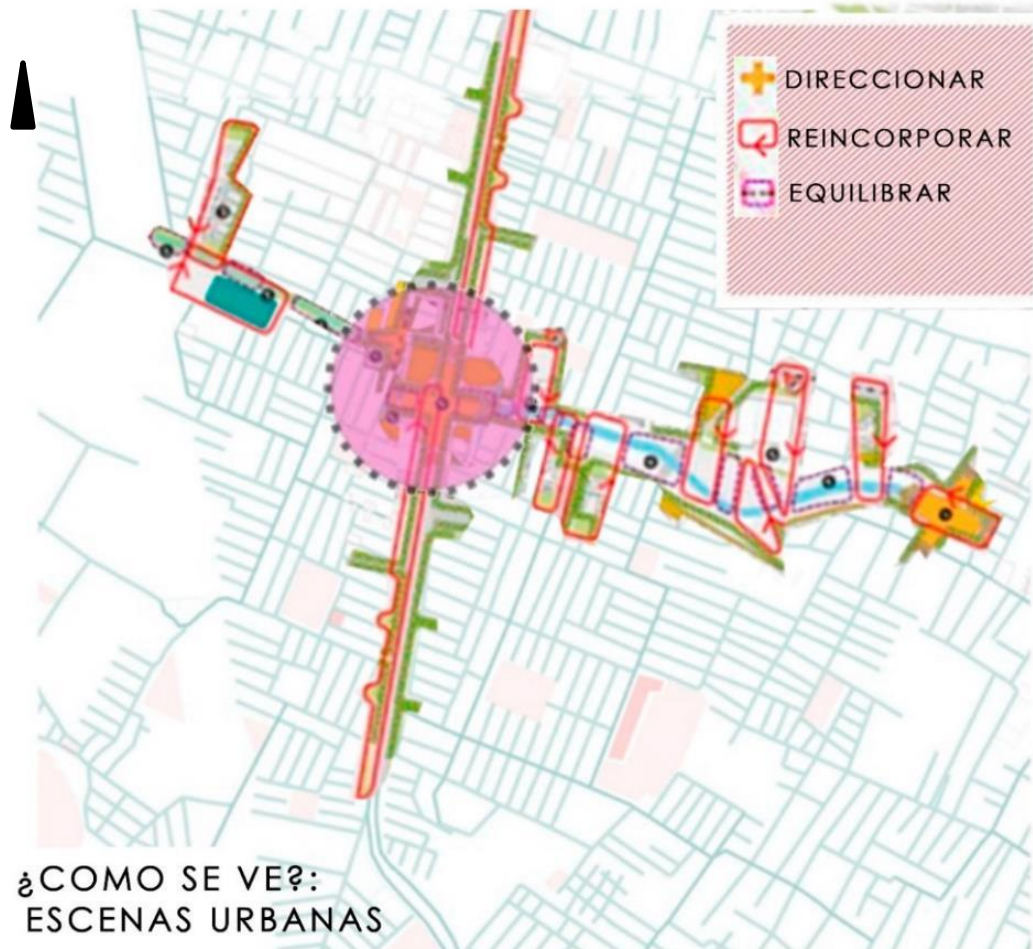 DIRECCIONAR
REINCORPORAR
EQUILIBRAR
¿COMO SE VE?:
ESCENAS URBANAS